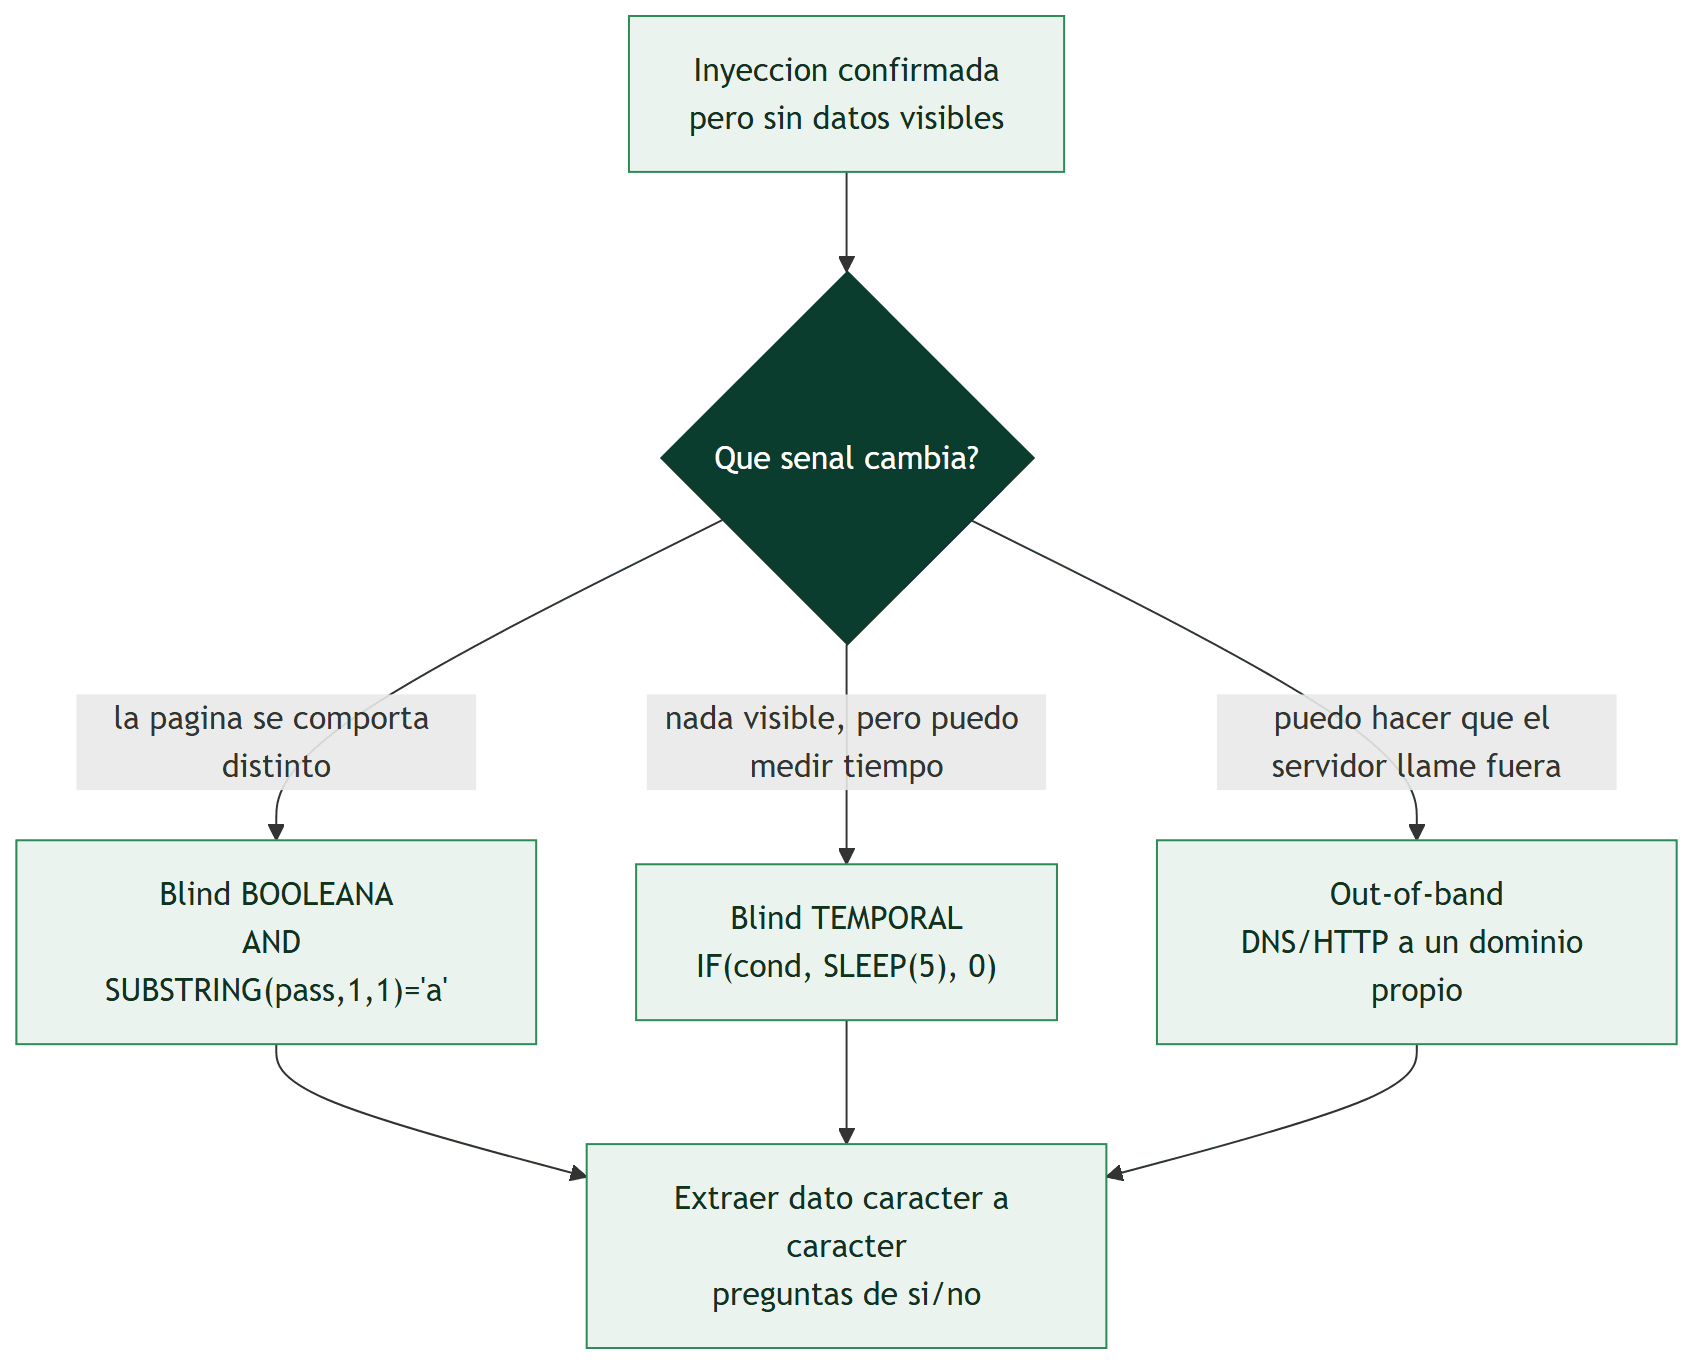 Inyeccion confirmada
pero sin datos visibles
Que senal cambia?
la pagina se comporta
distinto
nada visible, pero puedo
medir tiempo
puedo hacer que el
servidor llame fuera
Blind BOOLEANA
AND
SUBSTRING(pass,1,1)='a'
Blind TEMPORAL
IF(cond, SLEEP(5), 0)
Out-of-band
DNS/HTTP a un dominio
propio
Extraer dato caracter a
caracter
preguntas de si/no